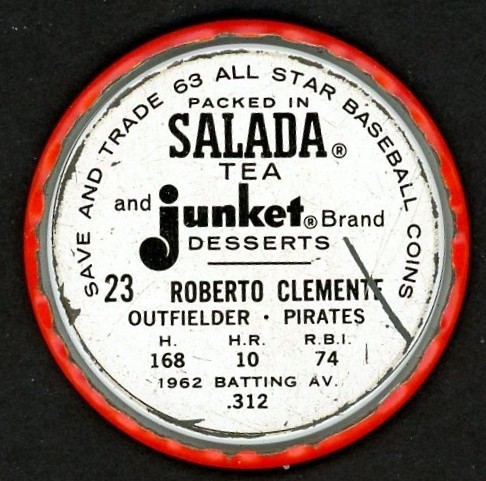 SAVE AND TRADE 63 ALL STAR BASEBALL COINS
PACKED IN
SALADA®
TEA
and junket® Brand
DESSERTS
23 ROBERTO CLEMENTE
OUTFIELDER · PIRATES
H. H.R. R.B.I.
168 10 74
1962 BATTING AV.
.312